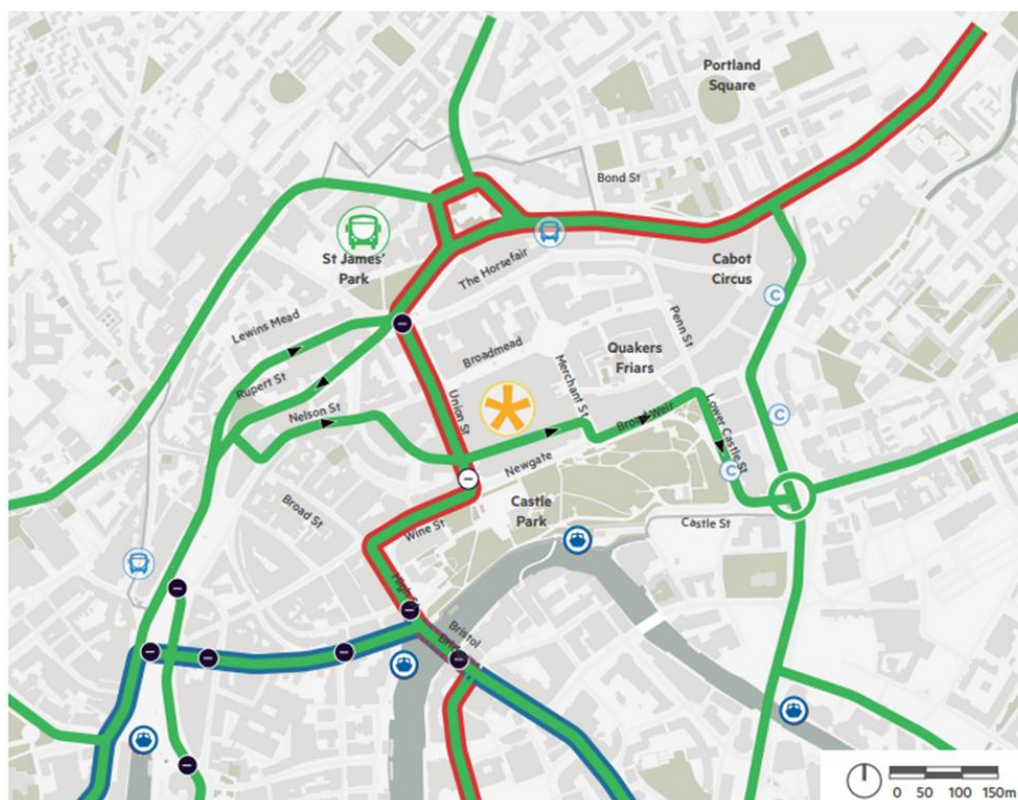 Portland
Square
Bond St
St James'
Park
The Horsefair
Cabot
Circus
C
Lewins Mead
Penn St
Broadmead
Quakers
Friars
Rupert St
Merchant St
Union St
Nelson St
Broad Weir
Lower Castle St
C
Newgate
C
Broad St
Castle
Park
Wine St
Castle St
High St
Bristol
Bridge
0 50 100 150m